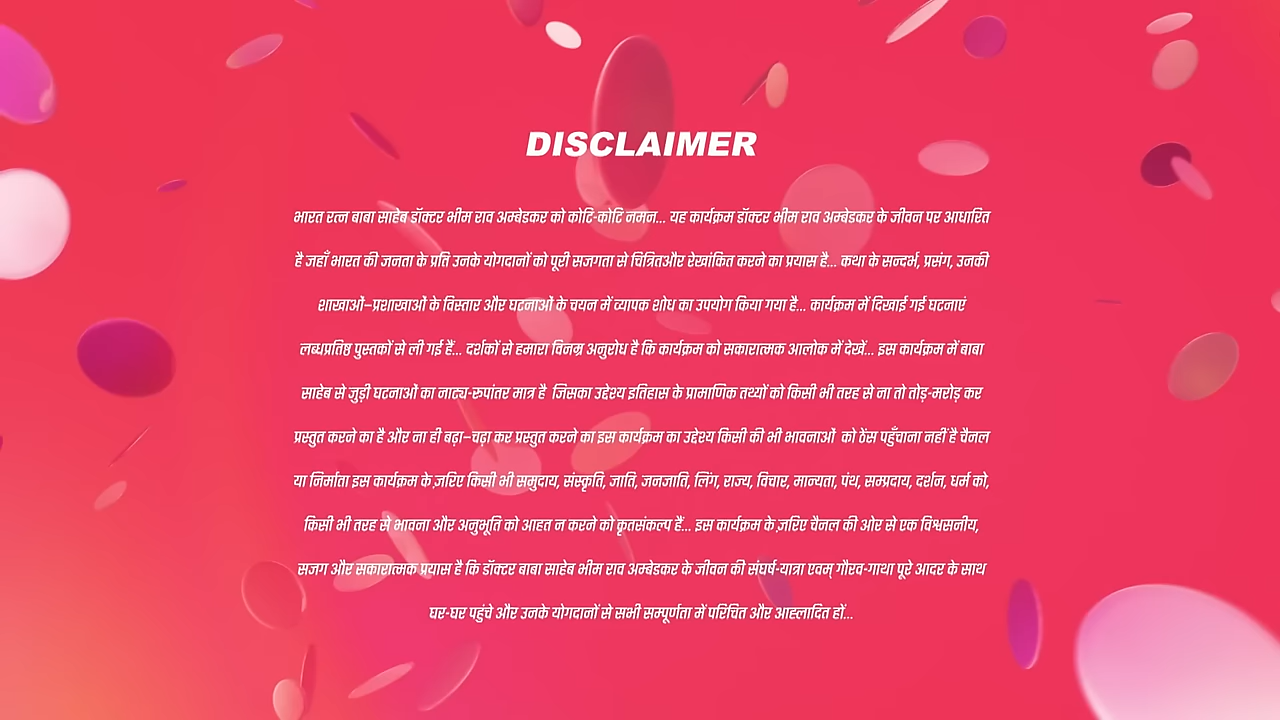 DISCLAIMER
भारत रत्न बाबा साहेब डॉक्टर भीम राव अम्बेडकर को कोटि-कोटि नमन... यह कार्यक्रम डॉक्टर भीम राव अम्बेडकर के जीवन पर आधारित
है जहाँ भारत की जनता के प्रति उनके योगदानों को पूरी सजगता से चित्रितऔर रेखांकित करने का प्रयास है... कथा के सन्दर्भ, प्रसंग, उनकी
शाखाओं–प्रशाखाओं के विस्तार और घटनाओं के चयन में व्यापक शोध का उपयोग किया गया है... कार्यक्रम में दिखाई गई घटनाएं
लब्धप्रतिष्ठ पुस्तकों से ली गई हैं... दर्शकों से हमारा विनम्र अनुरोध है कि कार्यक्रम को सकारात्मक आलोक में देखें... इस कार्यक्रम में बाबा
साहेब से जुड़ी घटनाओं का नाट्य-रुपांतर मात्र है जिसका उद्देश्य इतिहास के प्रामाणिक तथ्यों को किसी भी तरह से ना तो तोड़-मरोड़ कर
प्रस्तुत करने का है और ना ही बढ़ा–चढ़ा कर प्रस्तुत करने का इस कार्यक्रम का उद्देश्य किसी की भी भावनाओं को ठेंस पहुँचाना नहीं है चैनल
या निर्माता इस कार्यक्रम के ज़रिए किसी भी समुदाय, संस्कृति, जाति, जनजाति, लिंग, राज्य, विचार, मान्यता, पंथ, सम्प्रदाय, दर्शन, धर्म को,
किसी भी तरह से भावना और अनुभूति को आहत न करने को कृतसंकल्प हैं... इस कार्यक्रम के ज़रिए चैनल की ओर से एक विश्वसनीय,
सजग और सकारात्मक प्रयास है कि डॉक्टर बाबा साहेब भीम राव अम्बेडकर के जीवन की संघर्ष-यात्रा एवम् गौरव-गाथा पूरे आदर के साथ
घर-घर पहुंचे और उनके योगदानों से सभी सम्पूर्णता में परिचित और आह्लादित हों...